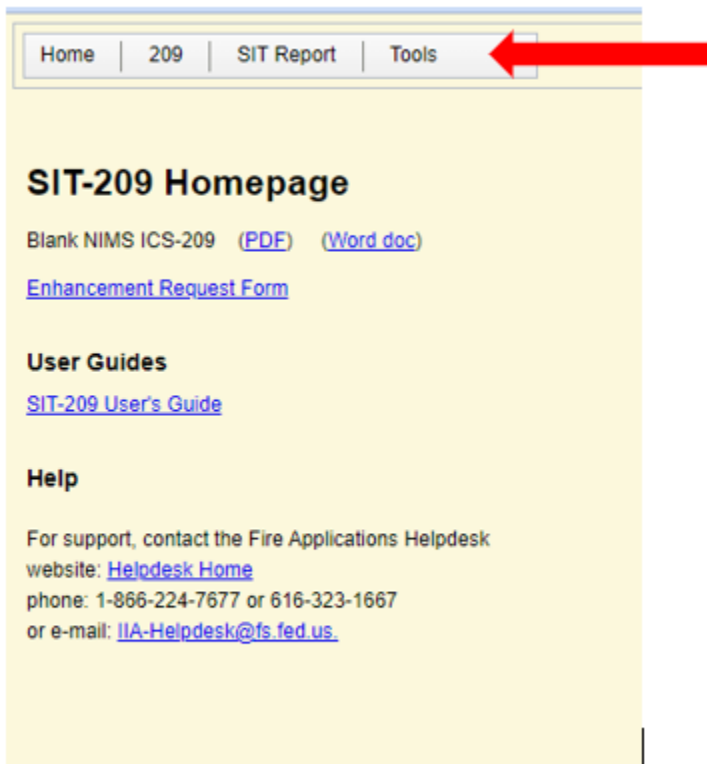 Home | 209 | SIT Report | Tools
SIT-209 Homepage
Blank NIMS ICS-209 (PDF) (Word doc)
Enhancement Request Form
User Guides
SIT-209 User's Guide
Help
For support, contact the Fire Applications Helpdesk
website: Helpdesk Home
phone: 1-866-224-7677 or 616-323-1667
or e-mail: IIA-Helpdesk@fs.fed.us.